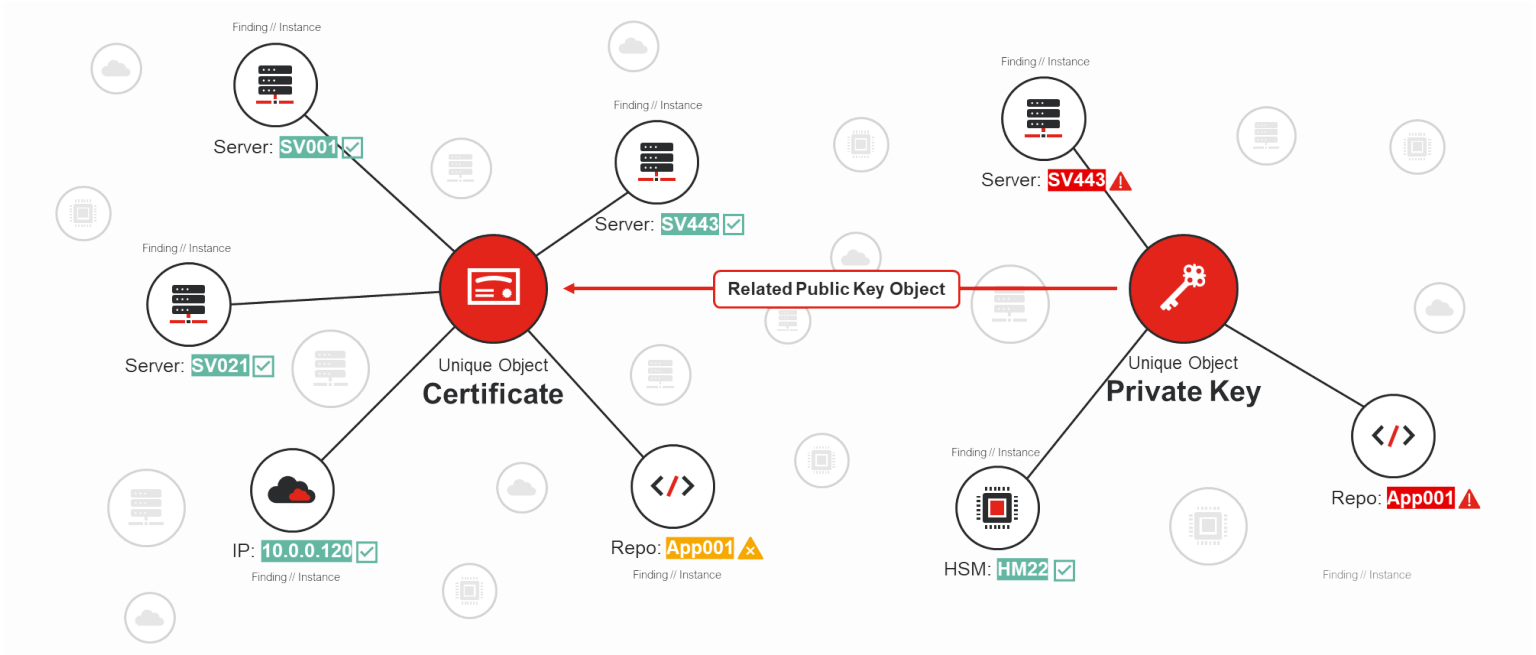 Finding // Instance
Server: SV001
Finding // Instance
Server: SV443
Finding // Instance
Server: SV021
Unique Object
Certificate
IP: 10.0.0.120
Finding // Instance
Repo: App001
Finding // Instance
Related Public Key Object
Finding // Instance
Server: SV443
Unique Object
Private Key
Finding // Instance
HSM: HM22
Repo: App001
Finding // Instance